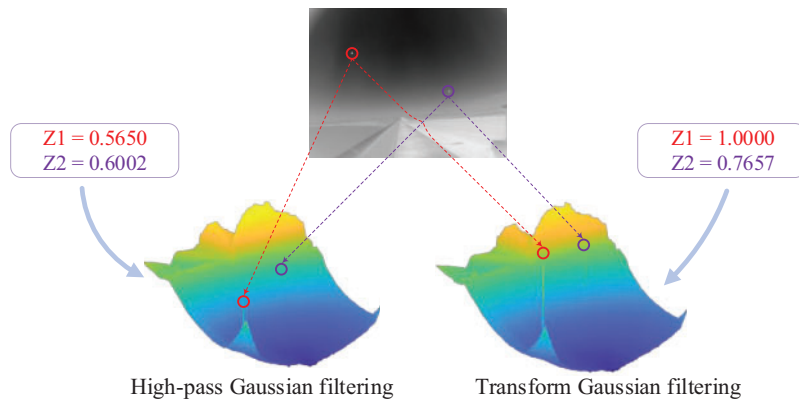 Z1 = 0.5650
Z2 = 0.6002
Z1 = 1.0000
Z2 = 0.7657
High-pass Gaussian filtering
Transform Gaussian filtering